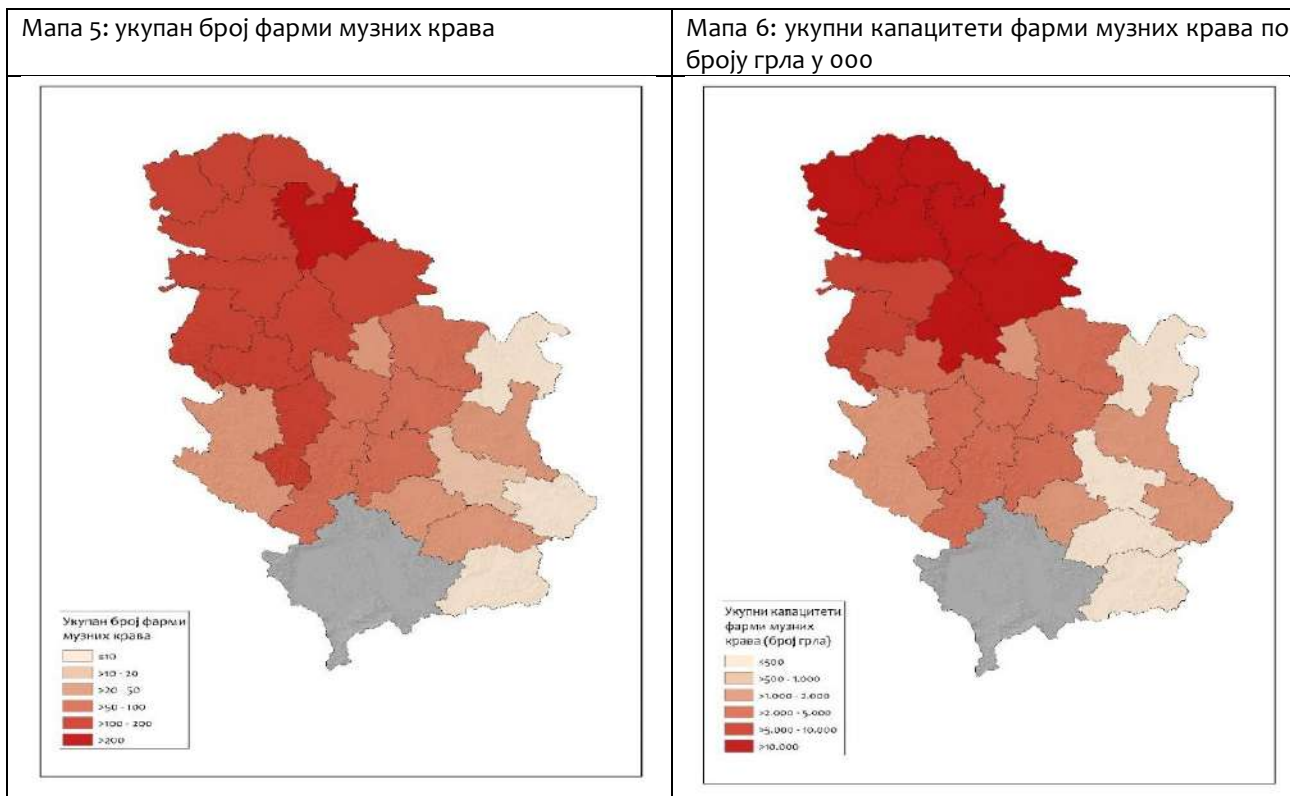 Мапа 5: укупан број фарми музних крава
Мапа 6: укупни капацитети фарми музних крава по
броју грла у 000
Укупан број фарми
музних крава
≤10
>10 - 20
>20 - 50
>50 - 100
>100 - 200
>200
Укупни капацитети
фарми музних
крава (број грла)
≤500
>500 - 1.000
>1.000 - 2.000
>2.000 - 5.000
>5.000 - 10.000
>10.000